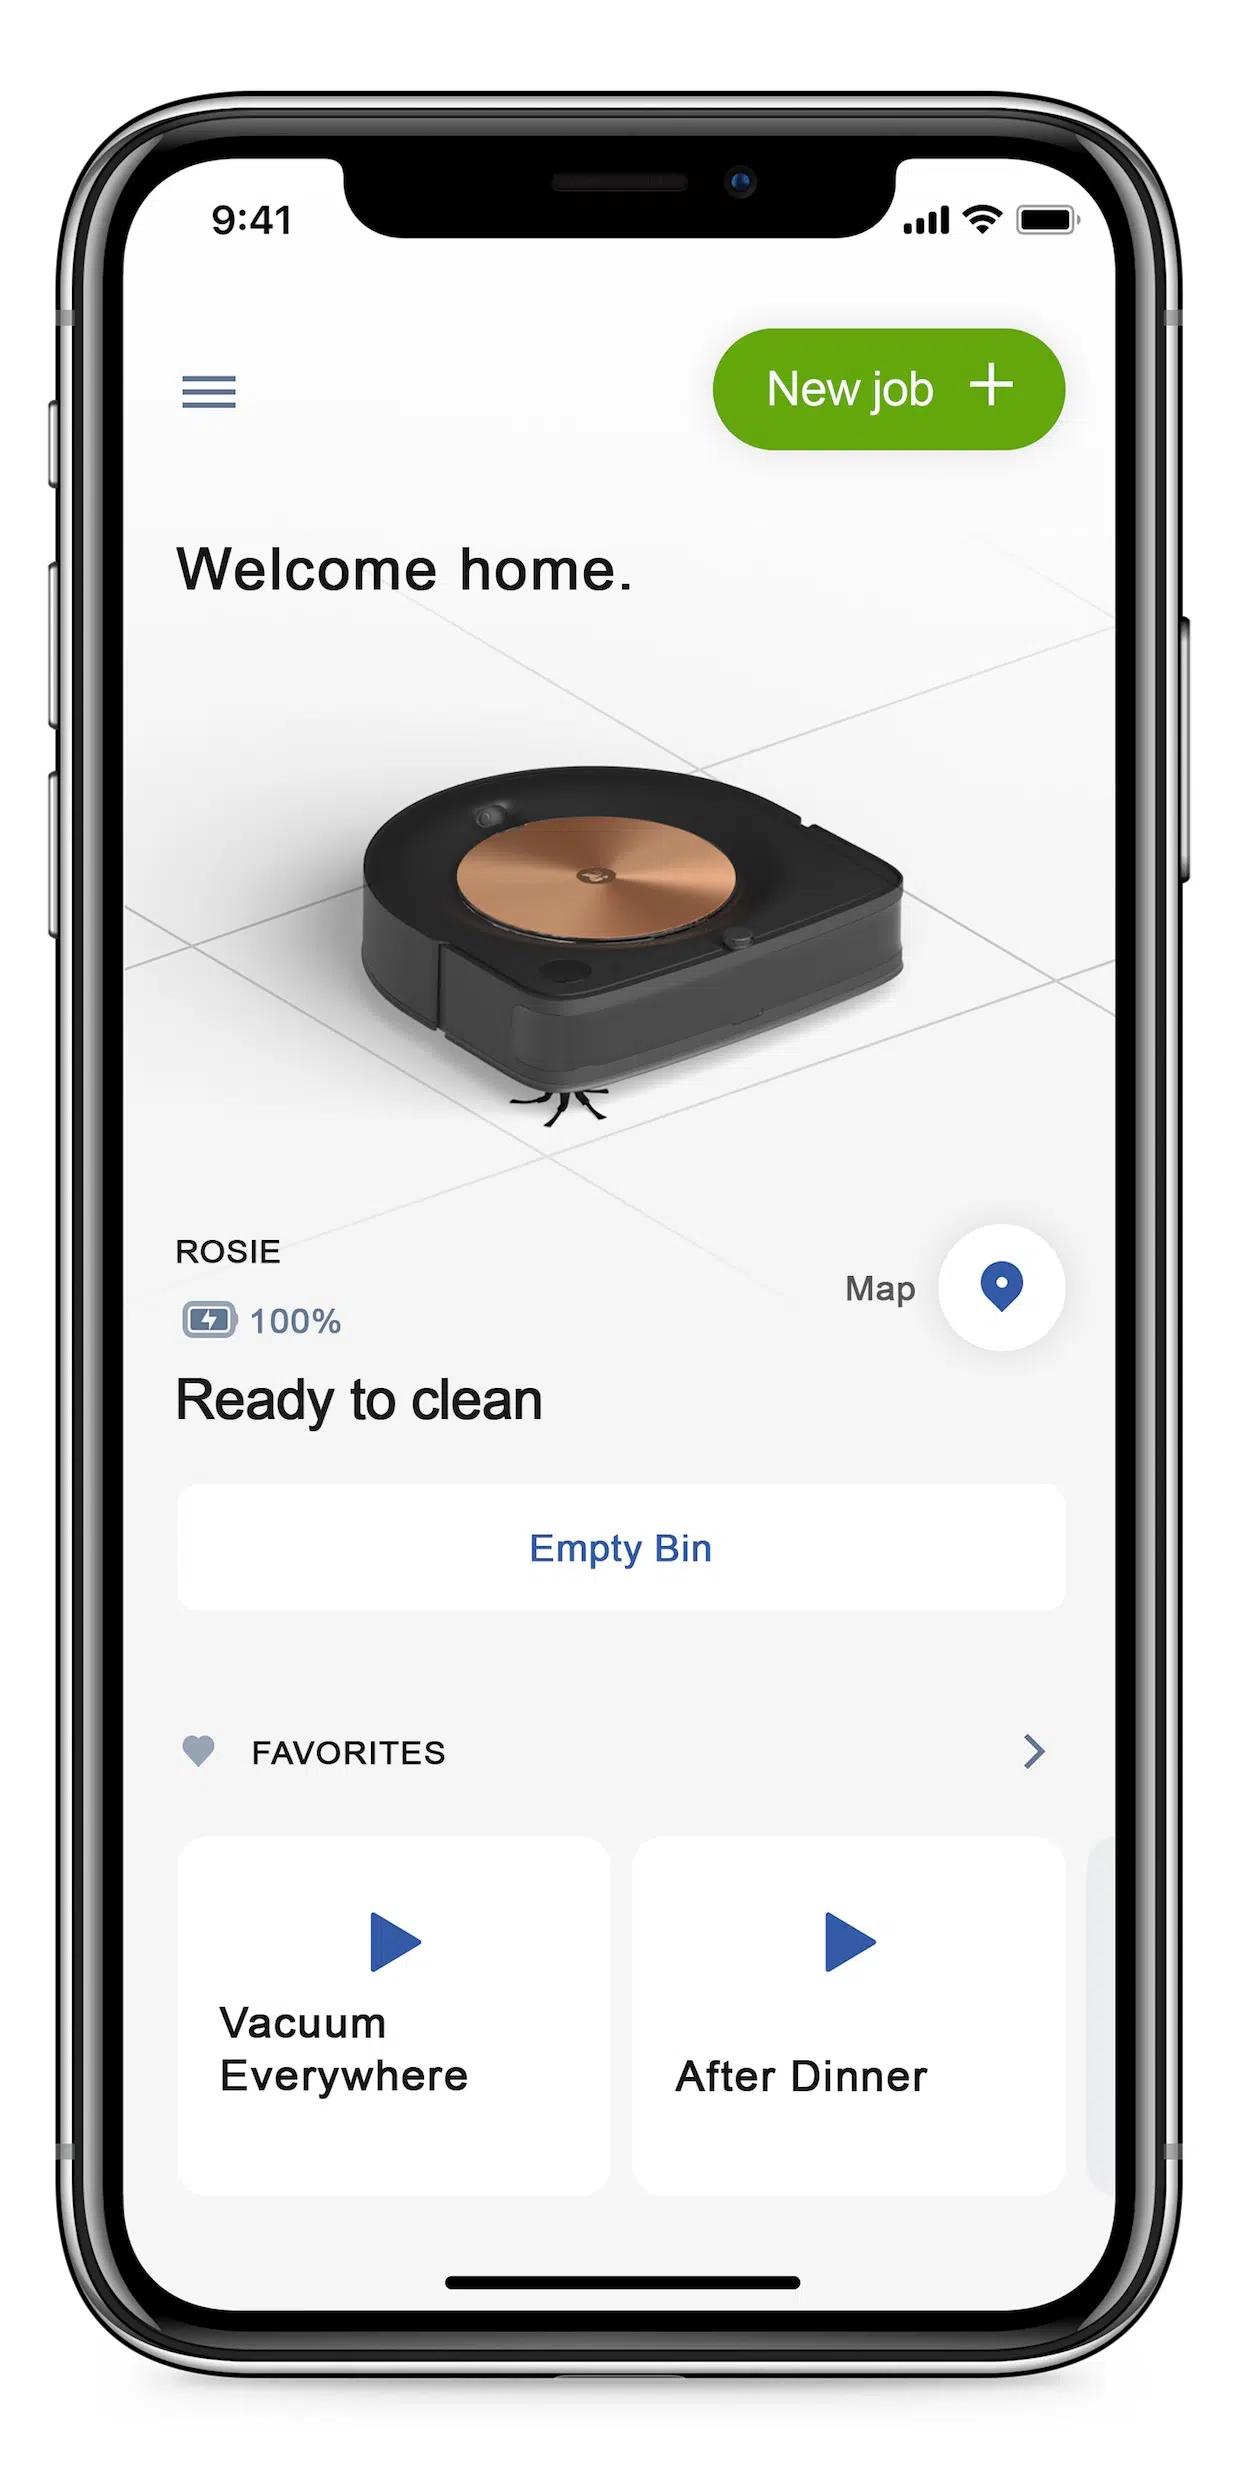 9:41
New job
Welcome home.
ROSIE
100%
Map
Ready to clean
Empty Bin
FAVORITES
Vacuum
Everywhere
After Dinner